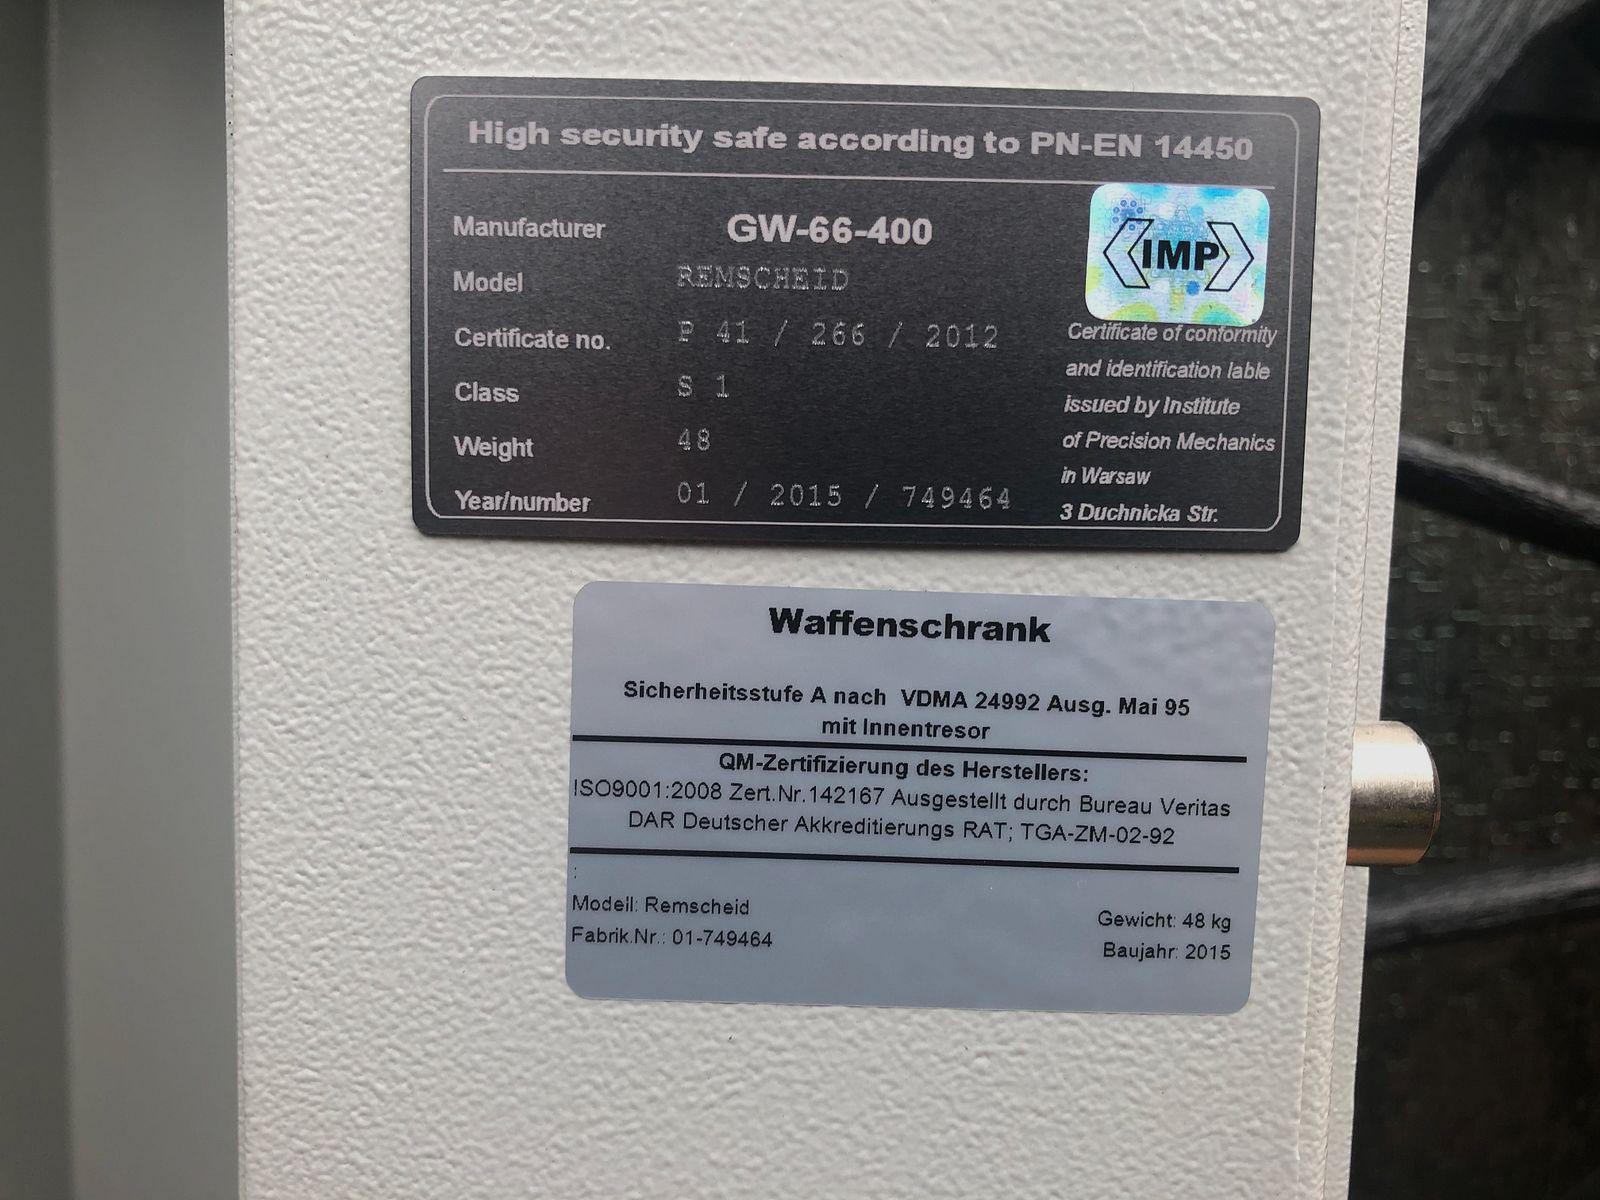 High security safe according to PN-EN 14450
Manufacturer GW-66-400
Model REMSCHEID
Certificate no. P 41 / 266 / 2012
Class S 1
Weight 48
Year/number 01 / 2015 / 749464
IMP
Certificate of conformity
and identification lable
issued by Institute
of Precision Mechanics
in Warsaw
3 Duchnicka Str.
Waffenschrank
Sicherheitsstufe A nach VDMA 24992 Ausg. Mai 95
mit Innentresor
QM-Zertifizierung des Herstellers:
ISO9001:2008 Zert.Nr.142167 Ausgestellt durch Bureau Veritas
DAR Deutscher Akkreditierungs RAT; TGA-ZM-02-92
:
Modell: Remscheid
Fabrik.Nr.: 01-749464
Gewicht: 48 kg
Baujahr: 2015